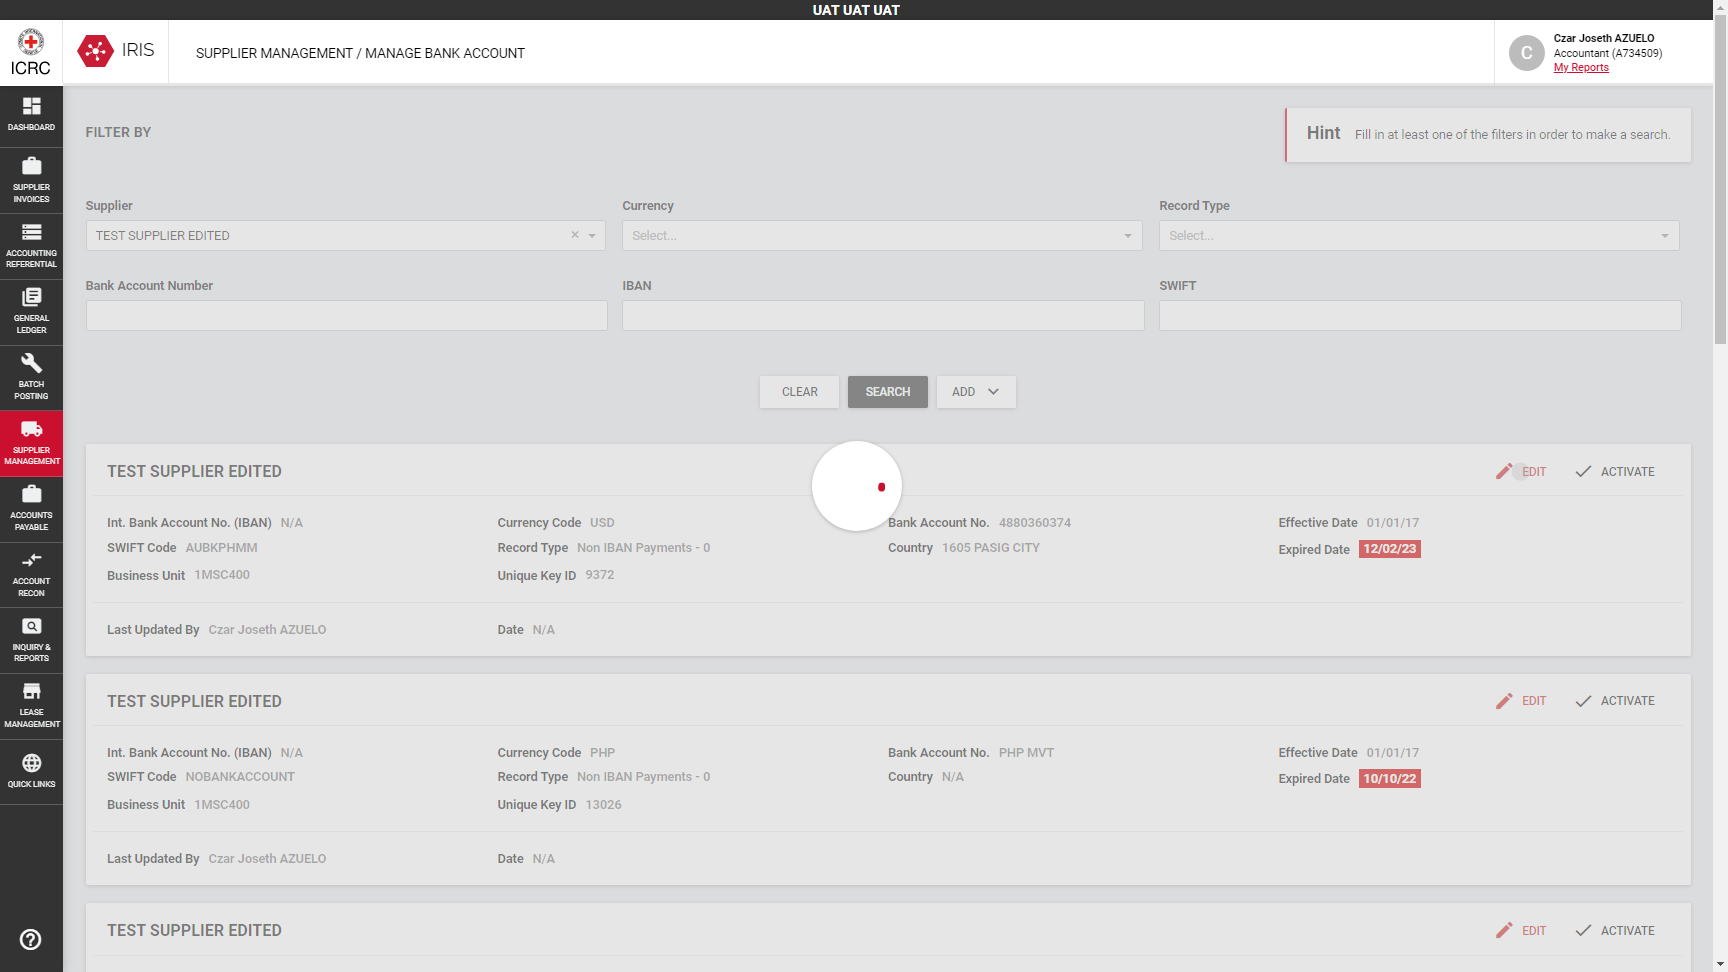 UAT UAT UAT
ICRC
IRIS
SUPPLIER MANAGEMENT / MANAGE BANK ACCOUNT
C
Czar Joseth AZUELO
Accountant (A734509)
My Reports
DASHBOARD
SUPPLIER
INVOICES
ACCOUNTING
REFERENTIAL
GENERAL
LEDGER
BATCH
POSTING
SUPPLIER
MANAGEMENT
ACCOUNTS
PAYABLE
ACCOUNT
RECON
INQUIRY &
REPORTS
LEASE
MANAGEMENT
QUICK LINKS
FILTER BY
Hint Fill in at least one of the filters in order to make a search.
Supplier Currency Record Type
TEST SUPPLIER EDITED × Select... Select...
Bank Account Number IBAN SWIFT
CLEAR SEARCH ADD
TEST SUPPLIER EDITED EDIT ACTIVATE
Int. Bank Account No. (IBAN) N/A Currency Code USD Bank Account No. 4880360374 Effective Date 01/01/17
SWIFT Code AUBKPHMM Record Type Non IBAN Payments - 0 Country 1605 PASIG CITY Expired Date 12/02/23
Business Unit 1MSC400 Unique Key ID 9372
Last Updated By Czar Joseth AZUELO Date N/A
TEST SUPPLIER EDITED EDIT ACTIVATE
Int. Bank Account No. (IBAN) N/A Currency Code PHP Bank Account No. PHP MVT Effective Date 01/01/17
SWIFT Code NOBANKACCOUNT Record Type Non IBAN Payments - 0 Country N/A Expired Date 10/10/22
Business Unit 1MSC400 Unique Key ID 13026
Last Updated By Czar Joseth AZUELO Date N/A
TEST SUPPLIER EDITED EDIT ACTIVATE